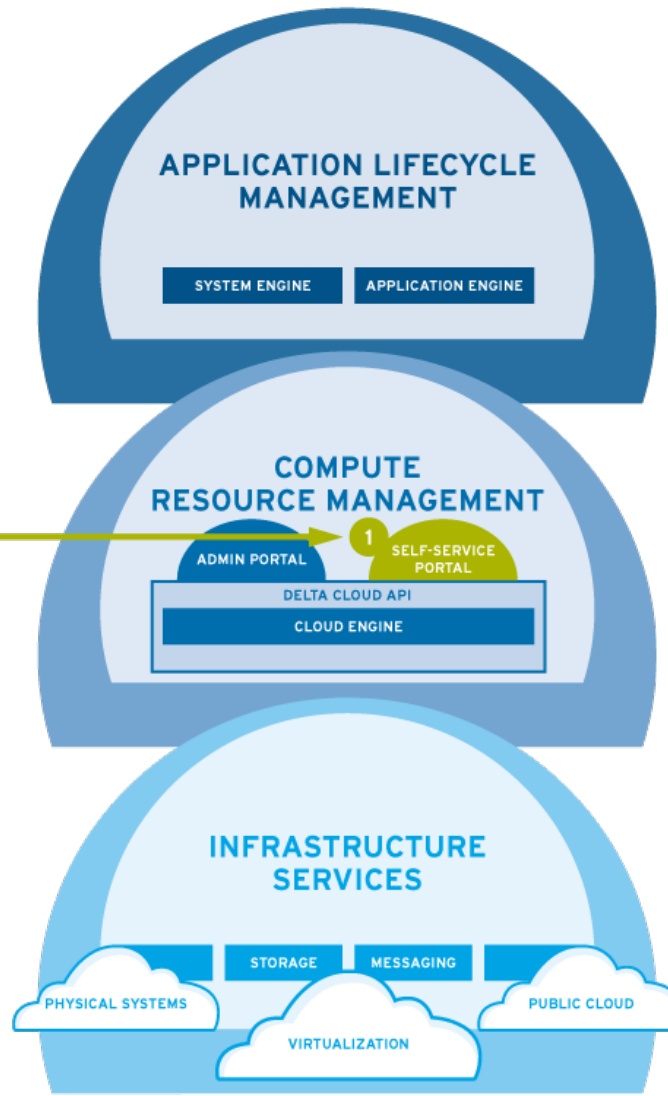 APPLICATION LIFECYCLE
MANAGEMENT
SYSTEM ENGINE
APPLICATION ENGINE
COMPUTE
RESOURCE MANAGEMENT
ADMIN PORTAL
1
SELF-SERVICE
PORTAL
DELTA CLOUD API
CLOUD ENGINE
INFRASTRUCTURE
SERVICES
STORAGE
MESSAGING
PHYSICAL SYSTEMS
VIRTUALIZATION
PUBLIC CLOUD